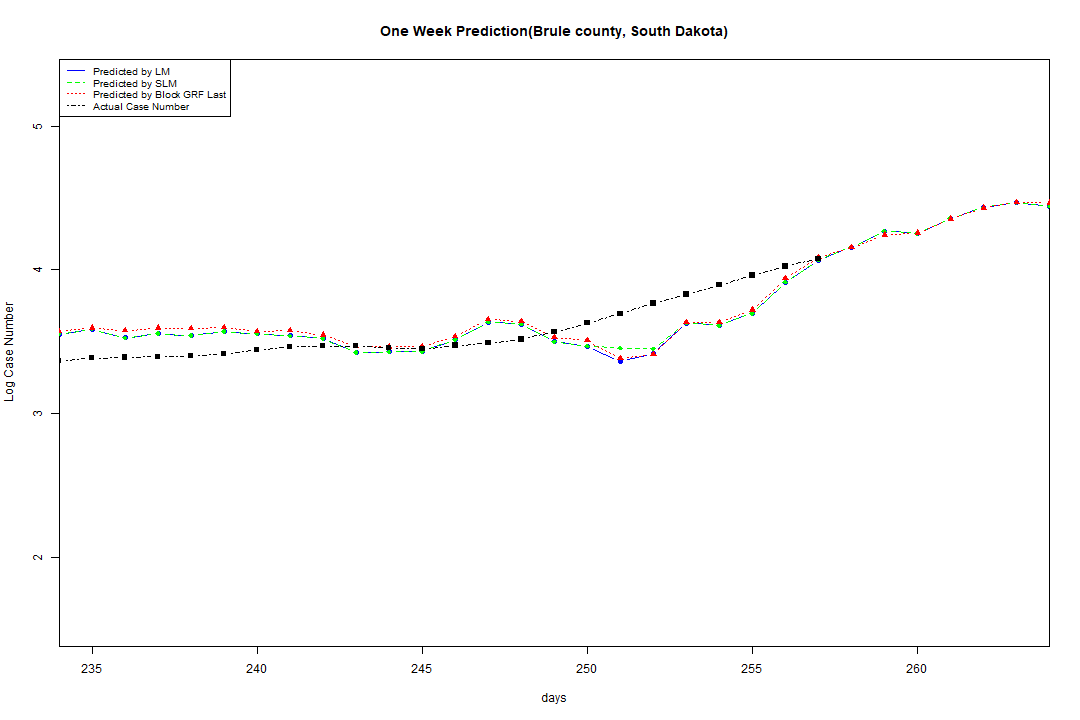 One Week Prediction(Brule county, South Dakota)
Predicted by LM
Predicted by SLM
Predicted by Block GRF Last
Actual Case Number
5
4
3
2
Log Case Number
235 240 245 250 255 260
days